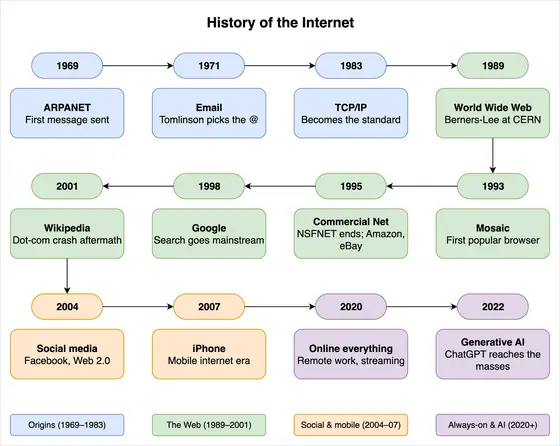 History of the Internet
1969
1971
1983
1989
ARPANET
First message sent
Email
Tomlinson picks the @
TCP/IP
Becomes the standard
World Wide Web
Berners-Lee at CERN
2001
1998
1995
1993
Wikipedia
Dot-com crash aftermath
Google
Search goes mainstream
Commercial Net
NSFNET ends; Amazon,
eBay
Mosaic
First popular browser
2004
2007
2020
2022
Social media
Facebook, Web 2.0
iPhone
Mobile internet era
Online everything
Remote work, streaming
Generative AI
ChatGPT reaches the
masses
Origins (1969–1983)
The Web (1989–2001)
Social & mobile (2004–07)
Always-on & AI (2020+)